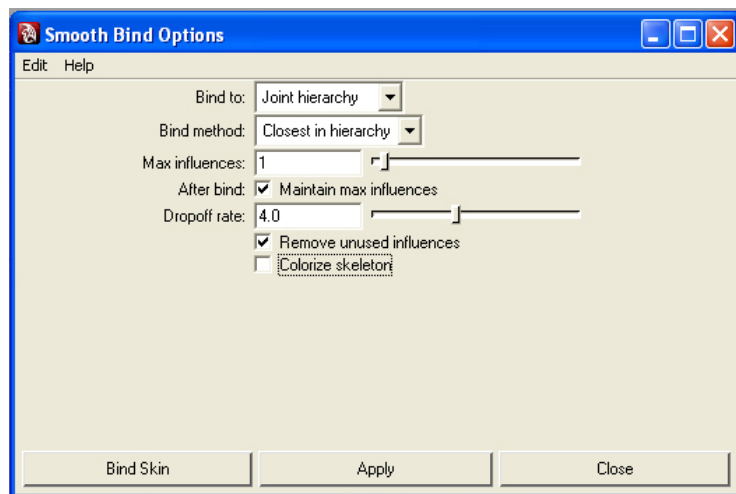 Smooth Bind Options
Edit Help
Bind to: Joint hierarchy
Bind method: Closest in hierarchy
Max influences: 1
After bind: Maintain max influences
Dropoff rate: 4.0
Remove unused influences
Colorize skeleton
Bind Skin Apply Close